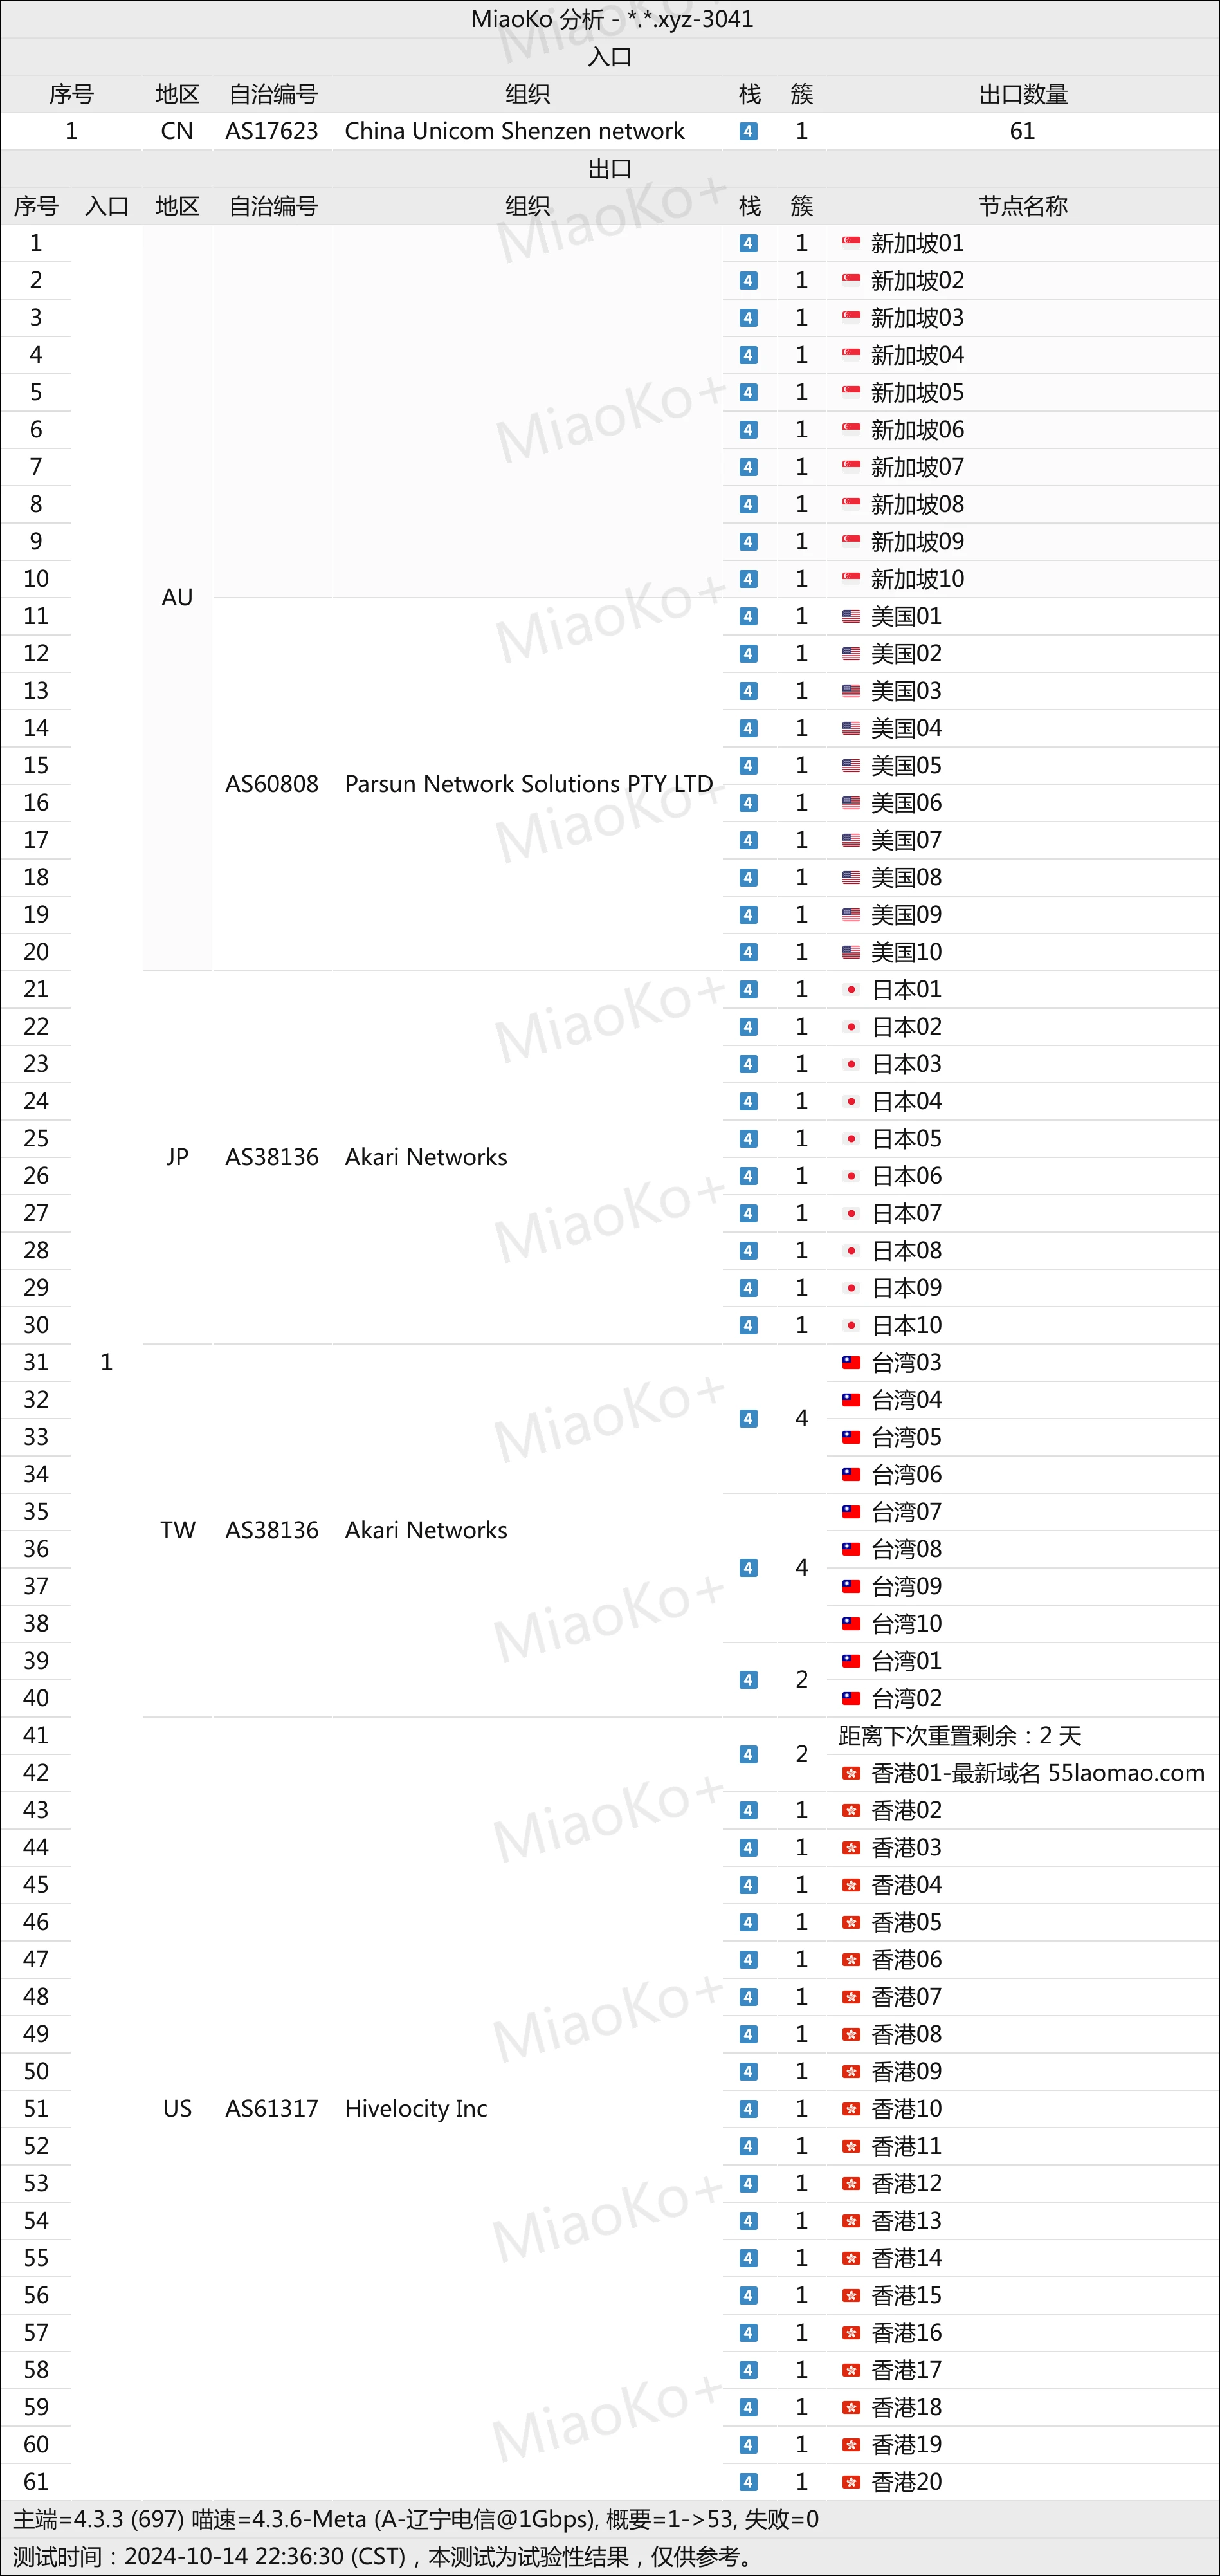 MiaoKo 分析 - *.*.xyz-3041
入口
序号 地区 自治编号 组织 栈 簇 出口数量
1 CN AS17623 China Unicom Shenzen network 4 1 61
出口
序号 入口 地区 自治编号 组织 栈 簇 节点名称
1 4 1 新加坡01
2 4 1 新加坡02
3 4 1 新加坡03
4 4 1 新加坡04
5 4 1 新加坡05
6 4 1 新加坡06
7 4 1 新加坡07
8 4 1 新加坡08
9 4 1 新加坡09
10 4 1 新加坡10
AU
11 4 1 美国01
12 4 1 美国02
13 4 1 美国03
14 4 1 美国04
15 4 1 美国05
AS60808 Parsun Network Solutions PTY LTD
16 4 1 美国06
17 4 1 美国07
18 4 1 美国08
19 4 1 美国09
20 4 1 美国10
21 4 1 日本01
22 4 1 日本02
23 4 1 日本03
24 4 1 日本04
25 4 1 日本05
JP AS38136 Akari Networks
26 4 1 日本06
27 4 1 日本07
28 4 1 日本08
29 4 1 日本09
30 4 1 日本10
31 1 台湾03
32 台湾04
4 4
33 台湾05
34 台湾06
35 台湾07
TW AS38136 Akari Networks
36 台湾08
4 4
37 台湾09
38 台湾10
39 台湾01
4 2
40 台湾02
41 距离下次重置剩余：2 天
4 2
42 香港01-最新域名 55laomao.com
43 4 1 香港02
44 4 1 香港03
45 4 1 香港04
46 4 1 香港05
47 4 1 香港06
48 4 1 香港07
49 4 1 香港08
50 4 1 香港09
51 US AS61317 Hivelocity Inc 4 1 香港10
52 4 1 香港11
53 4 1 香港12
54 4 1 香港13
55 4 1 香港14
56 4 1 香港15
57 4 1 香港16
58 4 1 香港17
59 4 1 香港18
60 4 1 香港19
61 4 1 香港20
主端=4.3.3 (697) 喵速=4.3.6-Meta (A-辽宁电信@1Gbps), 概要=1->53, 失败=0
测试时间：2024-10-14 22:36:30 (CST)，本测试为试验性结果，仅供参考。
MiaoKo+
MiaoKo+
MiaoKo+
MiaoKo+
MiaoKo+
MiaoKo+
MiaoKo+
MiaoKo+
MiaoKo+
MiaoKo+
MiaoKo+
MiaoKo+
MiaoKo+